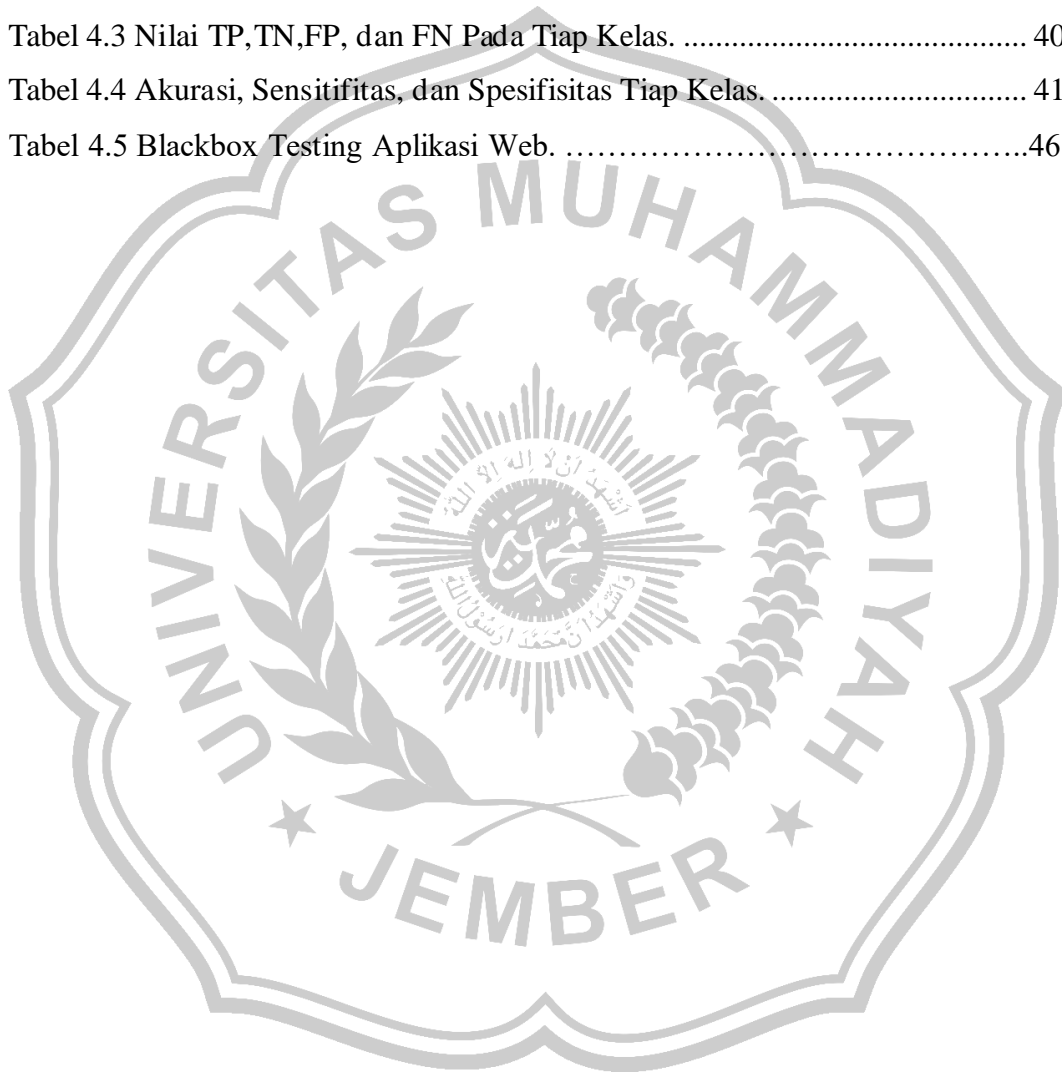 Tabel 4.3 Nilai TP,TN,FP, dan FN Pada Tiap Kelas. ....................................... 40
Tabel 4.4 Akurasi, Sensitifitas, dan Spesifisitas Tiap Kelas. ............................. 41
Tabel 4.5 Blackbox Testing Aplikasi Web. ……………………………………..46
UNIVERSITAS MUHAMMADIYAH
JEMBER